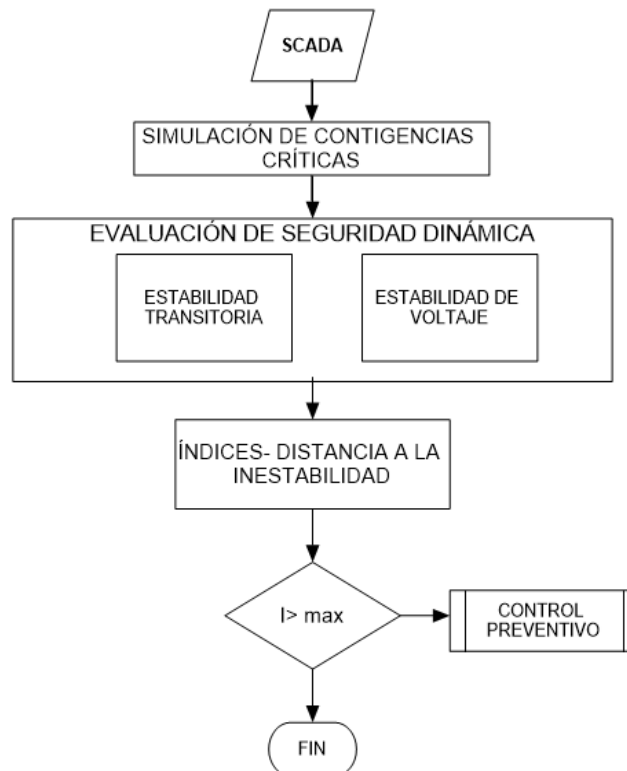 SCADA
SIMULACIÓN DE CONTIGENCIAS
CRÍTICAS
EVALUACIÓN DE SEGURIDAD DINÁMICA
ESTABILIDAD
TRANSITORIA
ESTABILIDAD DE
VOLTAJE
ÍNDICES- DISTANCIA A LA
INESTABILIDAD
I> max
CONTROL
PREVENTIVO
FIN